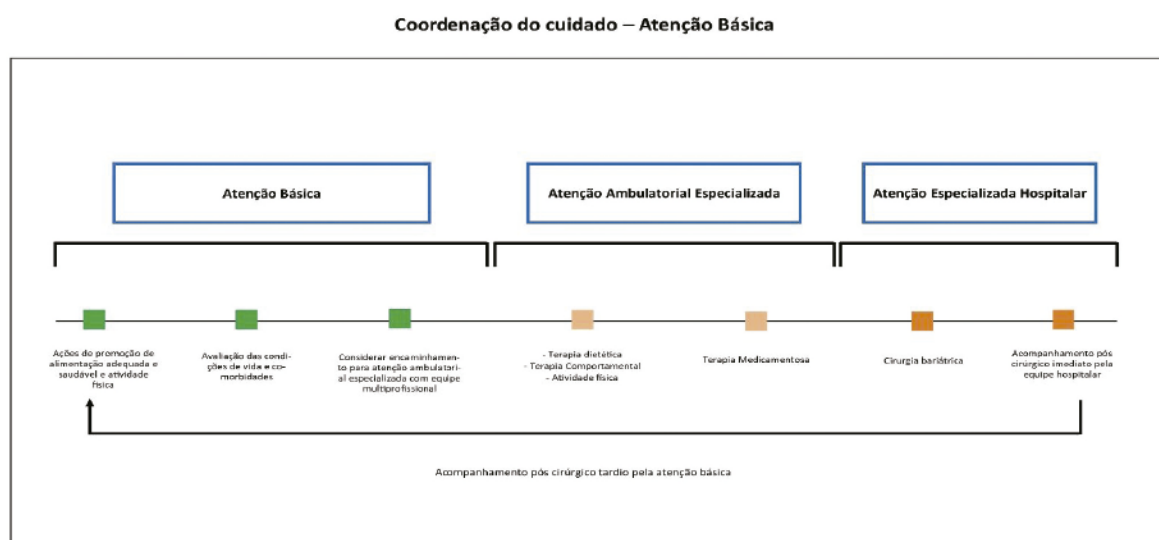 Coordenação do cuidado – Atenção Básica
Atenção Básica
Atenção Ambulatorial Especializada
Atenção Especializada Hospitalar
Ações de promoção de
alimentação adequada e
saudável e atividade
física
Avaliação das condi-
ções de vida e co-
morbidades
Considerar encaminhamen-
to para atenção ambulatori-
al especializada com equipe
multiprofissional
- Terapia dietética
- Terapia Comportamental
- Atividade física
Terapia Medicamentosa
Cirurgia bariátrica
Acompanhamento pós
cirúrgico imediato pela
equipe hospitalar
Acompanhamento pós cirúrgico tardio pela atenção básica